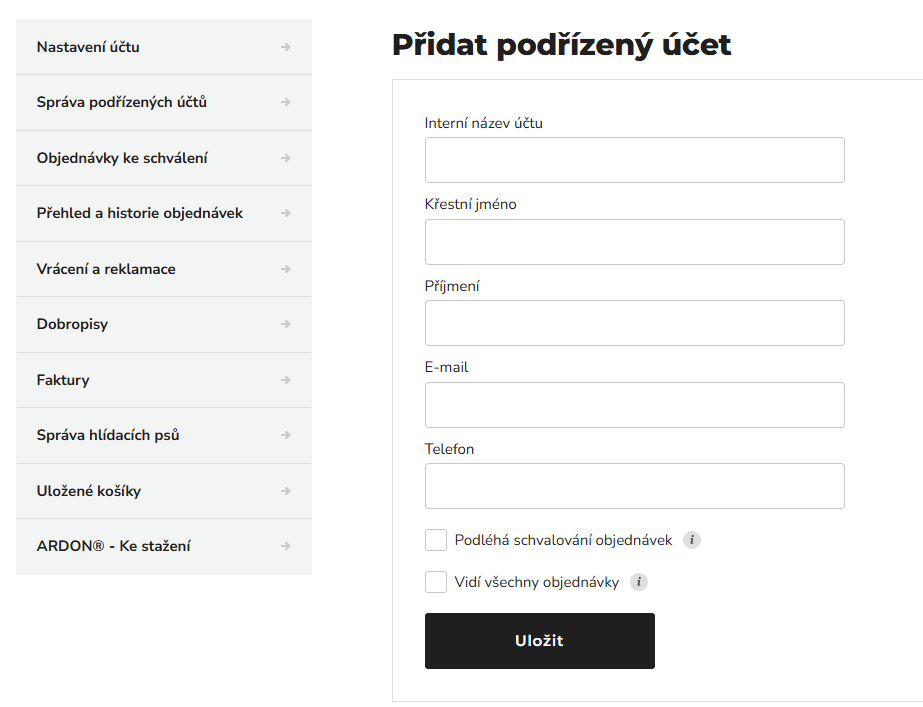 Nastavení účtu
Správa podřízených účtů
Objednávky ke schválení
Přehled a historie objednávek
Vrácení a reklamace
Dobropisy
Faktury
Správa hlídacích psů
Uložené košíky
ARDON® - Ke stažení
Přidat podřízený účet
Interní název účtu
Křestní jméno
Příjmení
E-mail
Telefon
Podléhá schvalování objednávek i
Vidí všechny objednávky i
Uložit